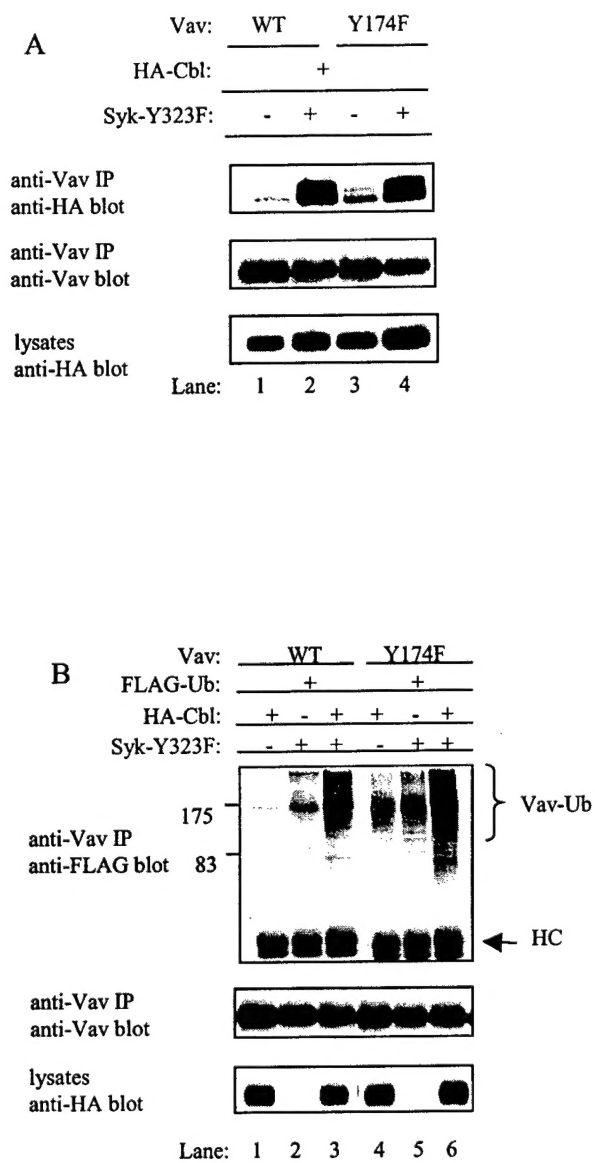 A
Vav: WT Y174F
HA-Cbl: +
Syk-Y323F: - + - +
anti-Vav IP
anti-HA blot
anti-Vav IP
anti-Vav blot
lysates
anti-HA blot
Lane: 1 2 3 4
B
Vav: WT Y174F
FLAG-Ub: + +
HA-Cbl: + - + + - +
Syk-Y323F: - + + - + +
175
Vav-Ub
anti-Vav IP
anti-FLAG blot
83
HC
anti-Vav IP
anti-Vav blot
lysates
anti-HA blot
Lane: 1 2 3 4 5 6